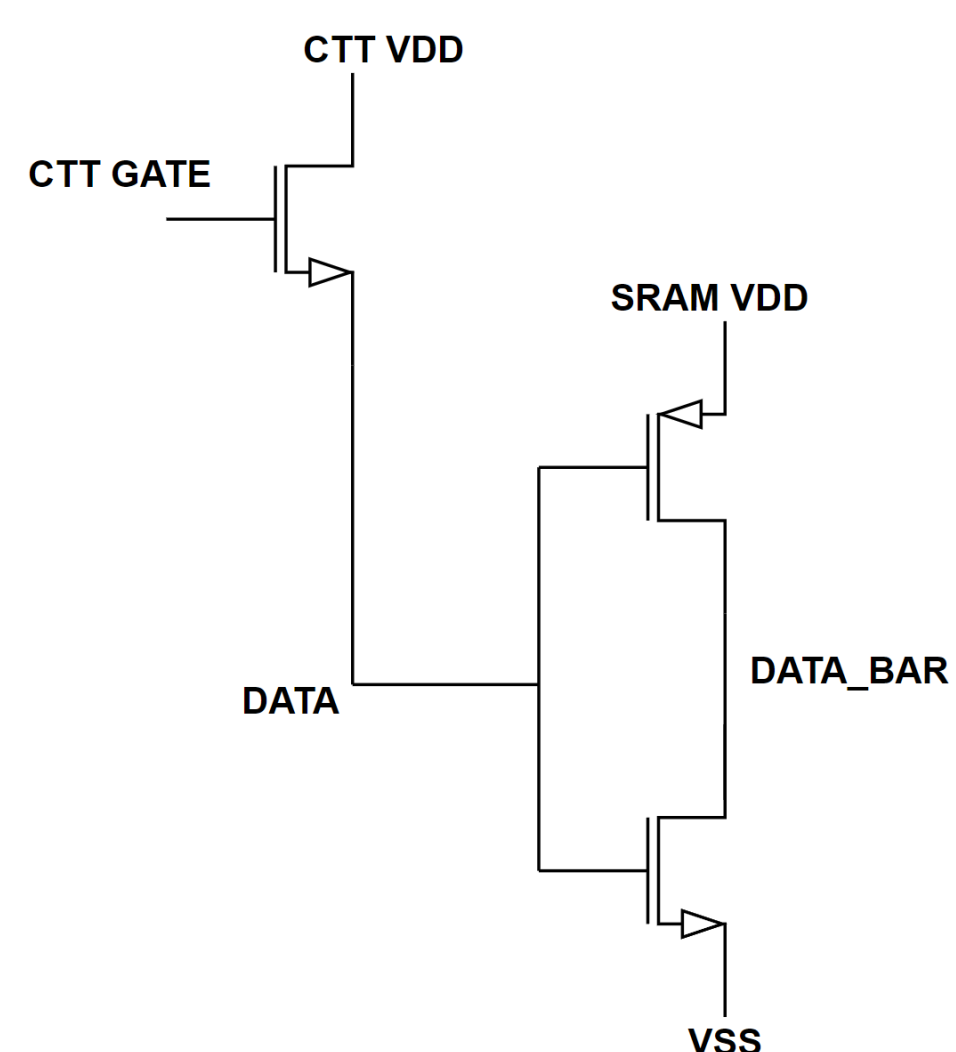 CTT VDD
CTT GATE
SRAM VDD
DATA_BAR
DATA
VSS